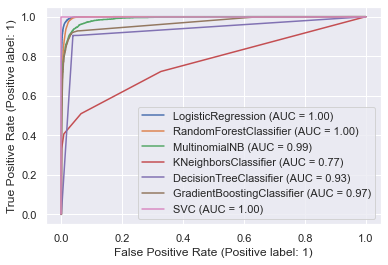 1.0
0.8
0.6
0.4
0.2
0.0
True Positive Rate (Positive label: 1)
LogisticRegression (AUC = 1.00)
RandomForestClassifier (AUC = 1.00)
MultinomialNB (AUC = 0.99)
KNeighborsClassifier (AUC = 0.77)
DecisionTreeClassifier (AUC = 0.93)
GradientBoostingClassifier (AUC = 0.97)
SVC (AUC = 1.00)
0.0 0.2 0.4 0.6 0.8 1.0
False Positive Rate (Positive label: 1)